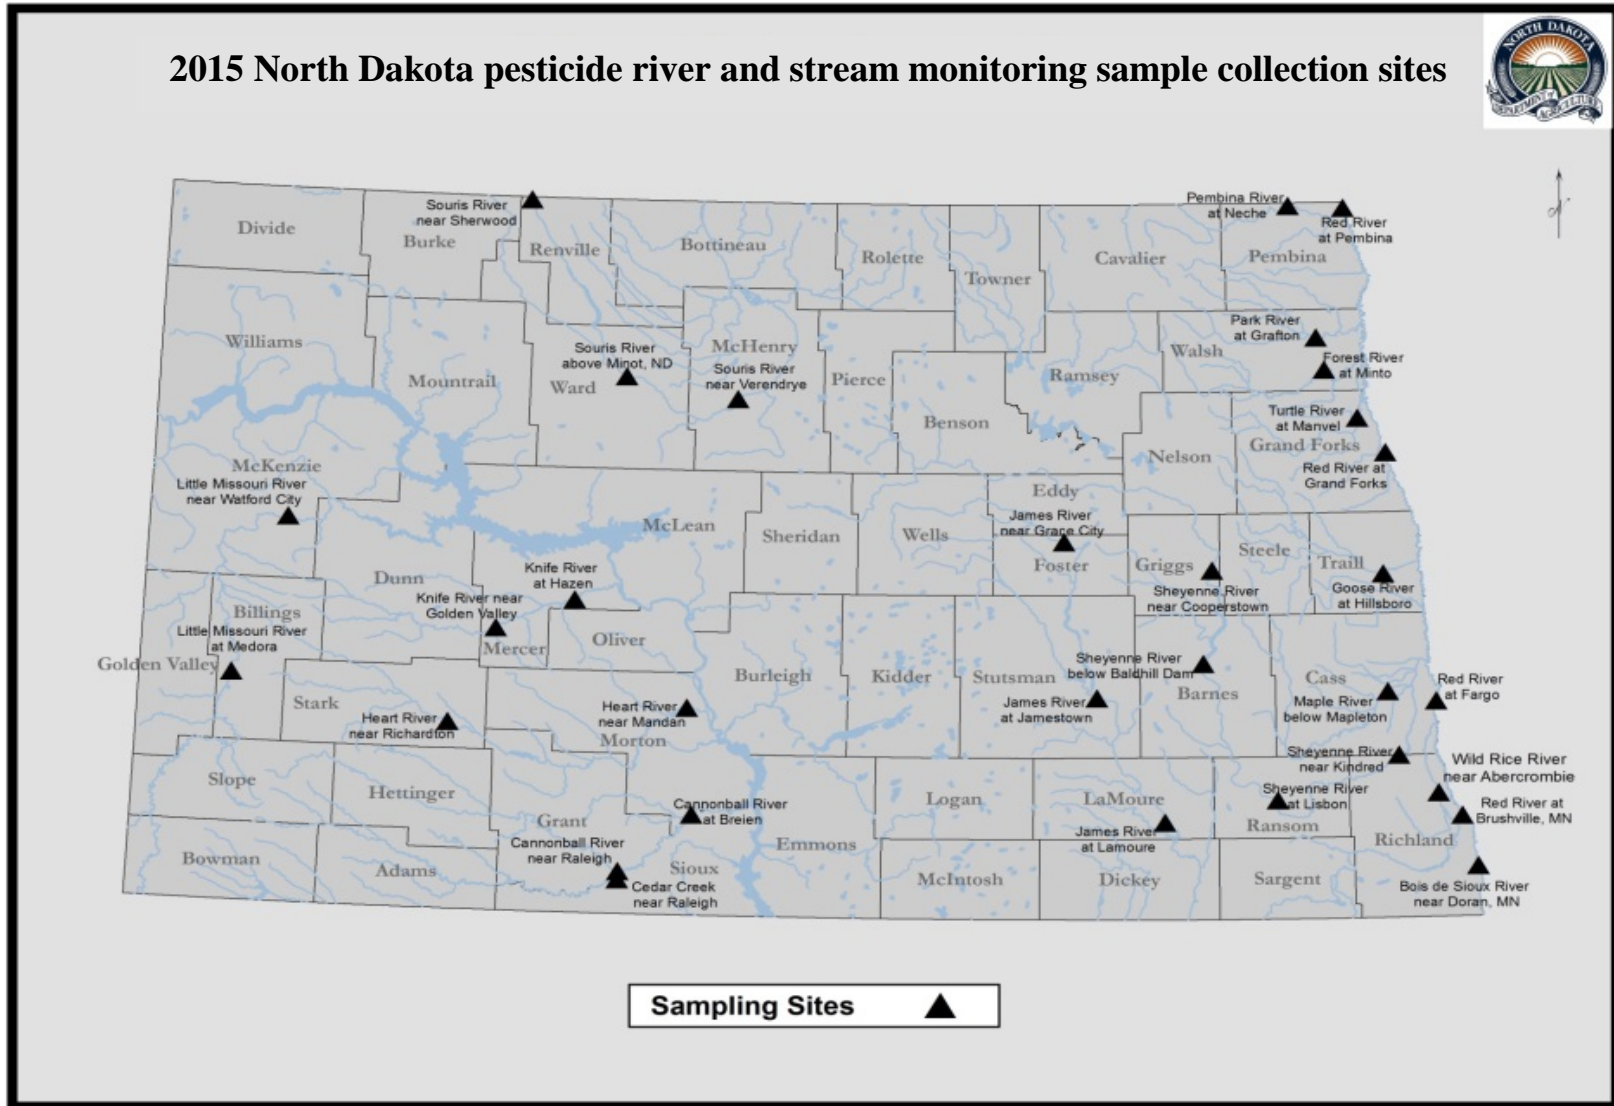 2015 North Dakota pesticide river and stream monitoring sample collection sites
NORTH DAKOTA
DEPARTMENT of
AGRICULTURE
N
Souris River
near Sherwood
Pembina River
at Neche
Red River
at Pembina
Divide
Burke
Renville
Bottineau
Rolette
Towner
Cavalier
Pembina
Park River
at Grafton
Forest River
at Minto
Williams
Mountrail
Souris River
above Minot, ND
Ward
McHenry
Souris River
near Verendrye
Pierce
Benson
Ramsey
Walsh
Turtle River
at Manvel
Grand Forks
Red River at
Grand Forks
Nelson
McKenzie
Little Missouri River
near Watford City
McLean
Sheridan
Wells
Eddy
James River
near Grace City
Foster
Griggs
Steele
Traill
Goose River
at Hillsboro
Sheyenne River
near Cooperstown
Dunn
Knife River
at Hazen
Knife River near
Golden Valley
Mercer
Oliver
Billings
Little Missouri River
at Medora
Golden Valley
Stark
Heart River
near Richardton
Heart River
near Mandan
Morton
Burleigh
Kidder
Stutsman
James River
at Jamestown
Sheyenne River
below Baldhill Dam
Barnes
Cass
Maple River
below Mapleton
Red River
at Fargo
Sheyenne River
near Kindred
Wild Rice River
near Abercrombie
Slope
Hettinger
Grant
Cannonball River
at Breien
Cannonball River
near Raleigh
Cedar Creek
near Raleigh
Sioux
Emmons
Logan
LaMoure
James River
at Lamoure
Sheyenne River
at Lisbon
Ransom
Richland
Red River at
Brushville, MN
Bowman
Adams
McIntosh
Dickey
Sargent
Bois de Sioux River
near Doran, MN
Sampling Sites